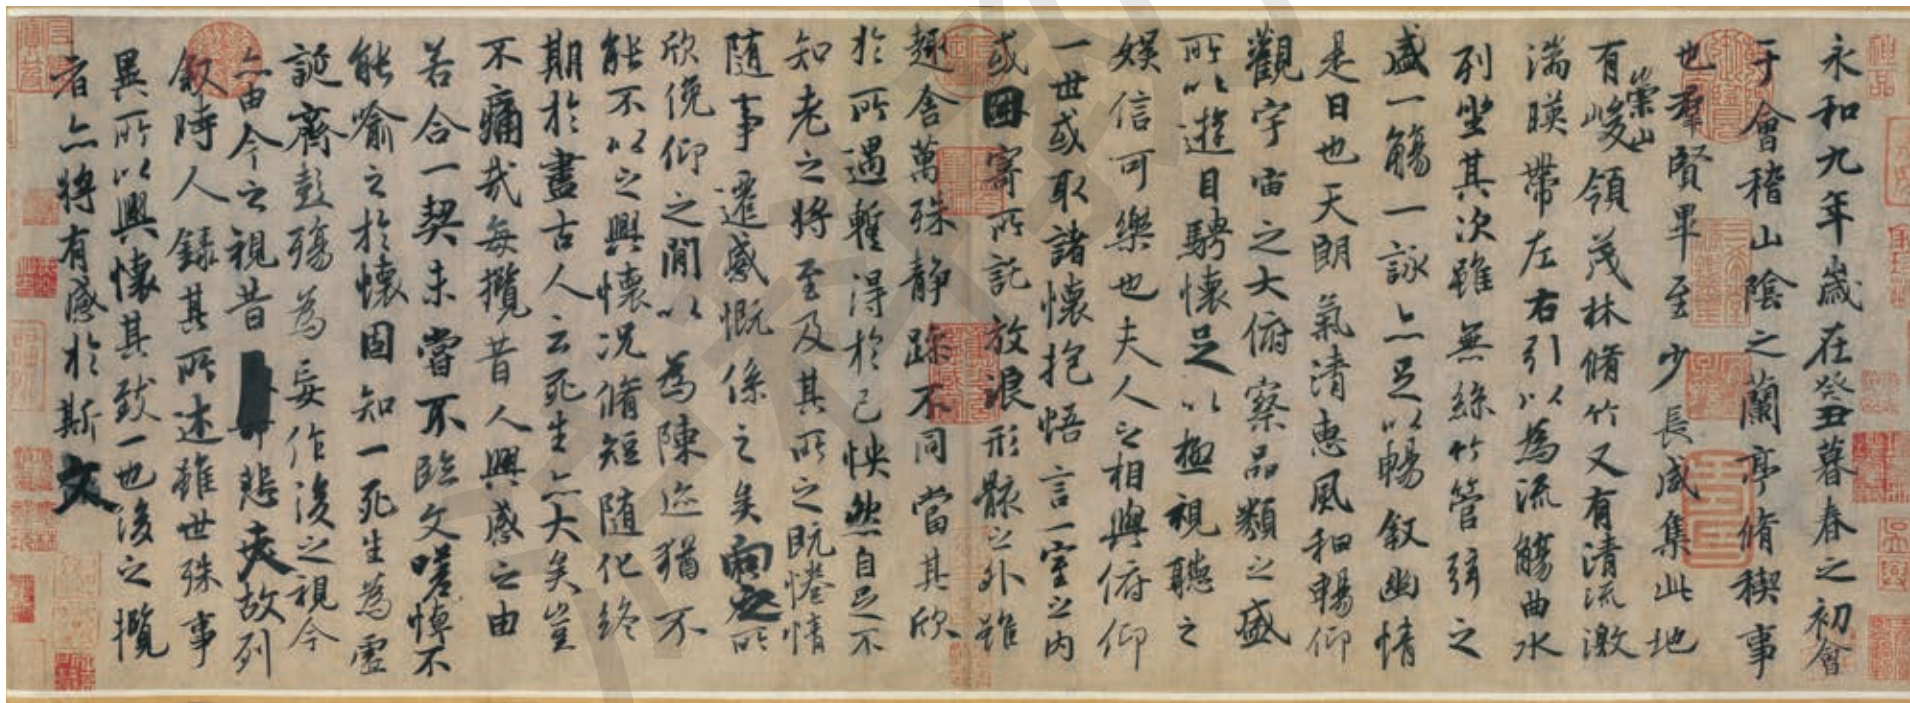 永和九年歲在癸丑暮春之初會
于會稽山陰之蘭亭脩稧事
也羣賢畢至少長咸集此地
有崇山峻領茂林脩竹又有清流激
湍暎帶左右引以為流觴曲水
列坐其次雖無絲竹管弦之
盛一觴一詠亦足以暢敘幽情
是日也天朗氣清惠風和暢仰
觀宇宙之大俯察品類之盛
所以遊目騁懷足以極視聽之
娛信可樂也夫人之相與俯仰
一世或取諸懷抱悟言一室之內
或因寄所託放浪形骸之外雖
趣舍萬殊静躁不同當其欣
於所遇蹔得於己怏然自足不
知老之將至及其所之既惓情
隨事遷感慨係之矣向之所
欣俛仰之閒以為陳迹猶不
能不以之興懷況脩短隨化終
期於盡古人云死生亦大矣豈
不痛哉每攬昔人興感之由
若合一契未嘗不臨文嗟悼不
能喻之於懷固知一死生為虛
誕齊彭殤為妄作後之視今
亦由今之視昔悲夫故列
敘時人錄其所述雖世殊事
異所以興懷其致一也後之攬
者亦將有感於斯文
神品